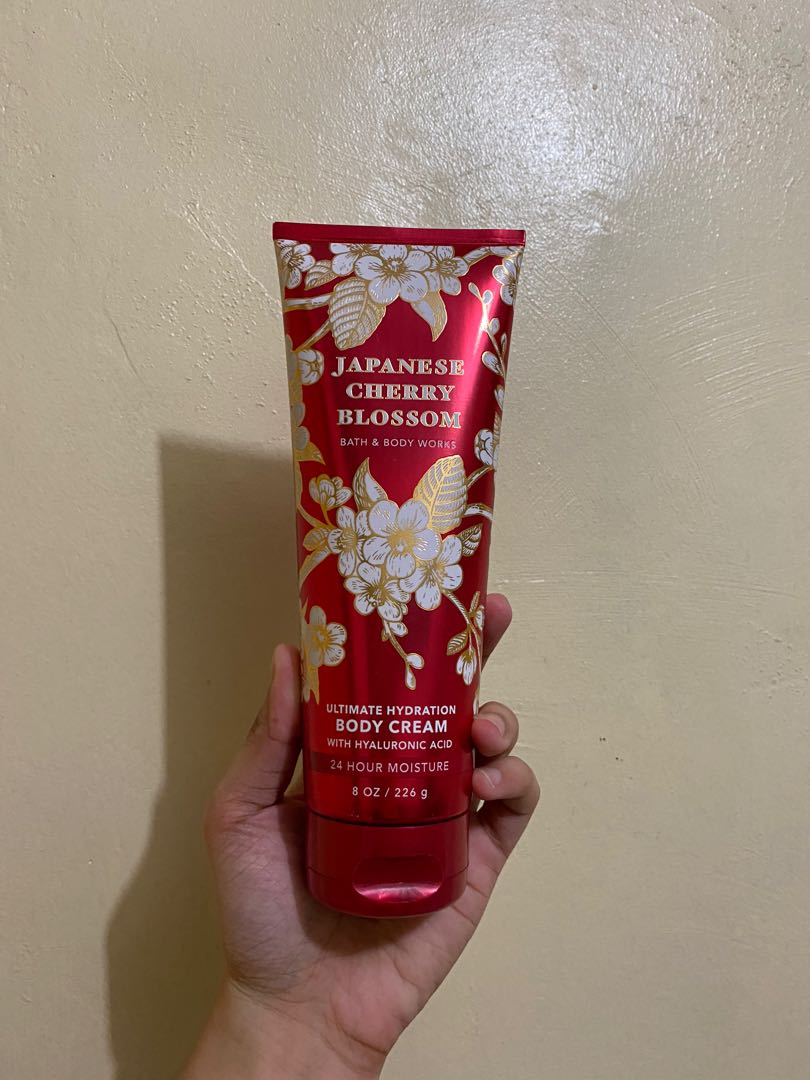 JAPANESE
CHERRY
BLOSSOM
BATH & BODY WORKS
ULTIMATE HYDRATION
BODY CREAM
WITH HYALURONIC ACID
24 HOUR MOISTURE
8 OZ / 226 g